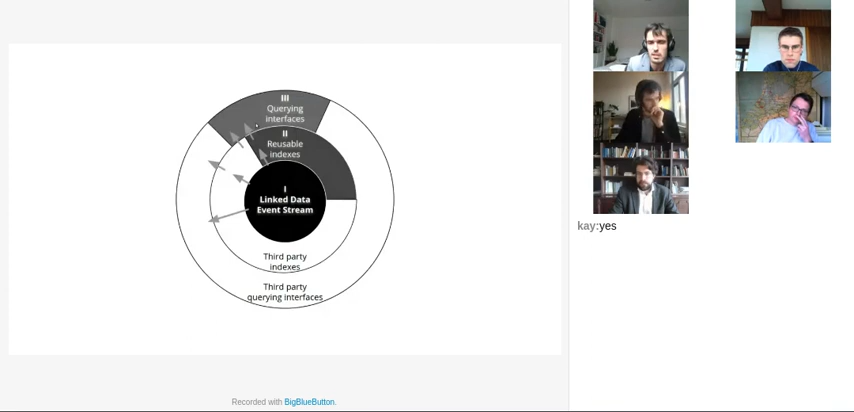 III
Querying
interfaces
II
Reusable
indexes
I
Linked Data
Event Stream
Third party
indexes
Third party
querying interfaces
Recorded with BigBlueButton.
kay:yes